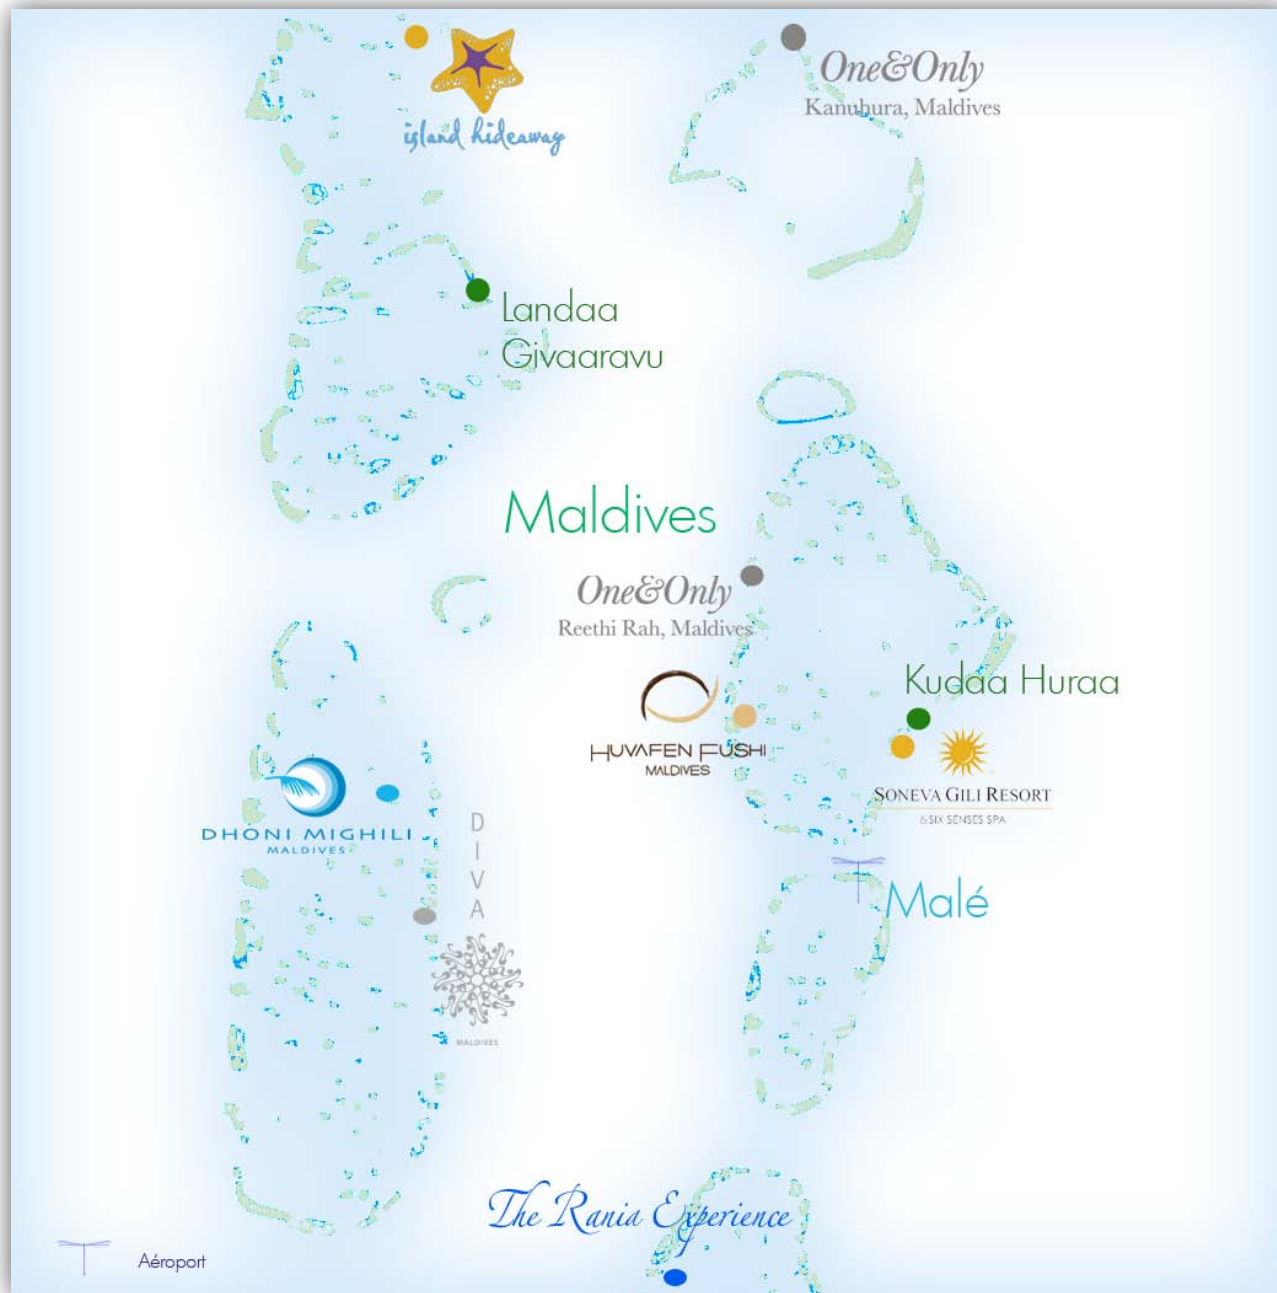 island hideaway
One&Only
Kanuhura, Maldives
Landaa
Givaaravu
Maldives
One&Only
Reethi Rah, Maldives
Kudaa Huraa
HUVAFEN FUSHI
MALDIVES
SONEVA GILI RESORT
& SIX SENSES SPA
DHONI MIGHILI
MALDIVES
D
I
V
A
MALDIVES
Malé
The Rania Experience
Aéroport